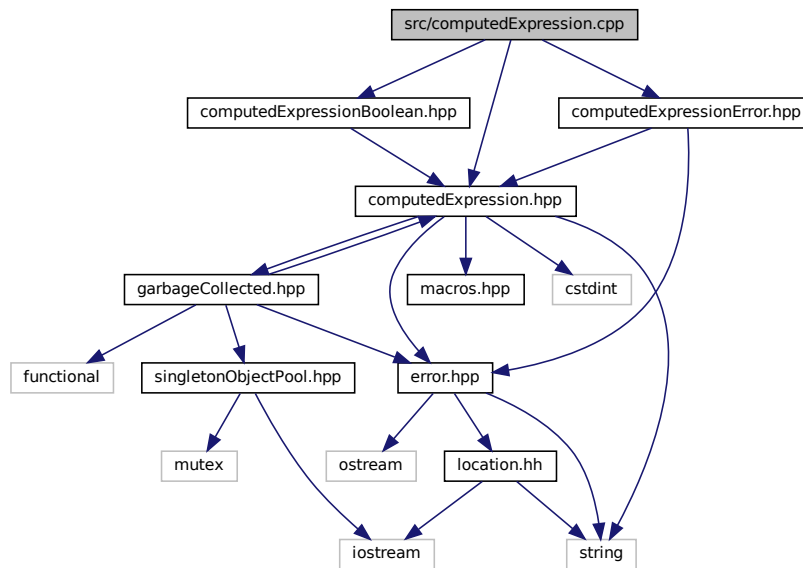 src/computedExpression.cpp
computedExpressionBoolean.hpp
computedExpressionError.hpp
computedExpression.hpp
garbageCollected.hpp
macros.hpp
cstdint
functional
singletonObjectPool.hpp
error.hpp
mutex
ostream
location.hh
iostream
string